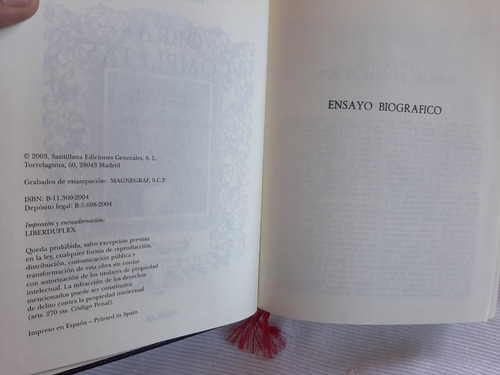 © 2003, Santillana Ediciones Generales, S. L.
Torrelaguna, 60, 28043 Madrid
Grabados de estampación: MAGNEGRAF, S.C.P.
ISBN: B-11.360-2004
Depósito legal: B.5.698-2004
Impresión y encuadernación:
LIBERDUPLEX
Queda prohibida, salvo excepción prevista
en la ley, cualquier forma de reproducción,
distribución, comunicación pública y
transformación de esta obra sin contar
con autorización de los titulares de propiedad
intelectual. La infracción de los derechos
mencionados puede ser constitutiva
de delito contra la propiedad intelectual
(arts. 270 yss. Código Penal).
Impreso en España – Printed in Spain
ENSAYO BIOGRAFICO